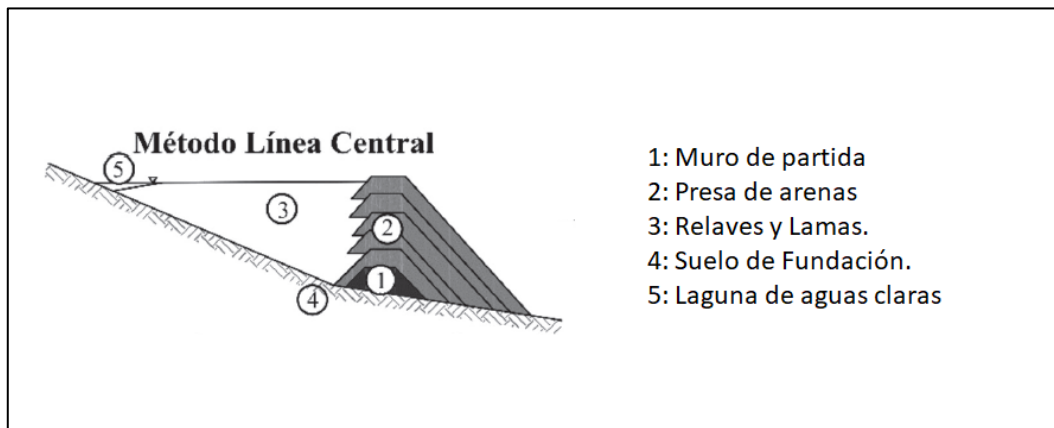 Método Línea Central
5
3
2
1
4
1: Muro de partida
2: Presa de arenas
3: Relaves y Lamas.
4: Suelo de Fundación.
5: Laguna de aguas claras